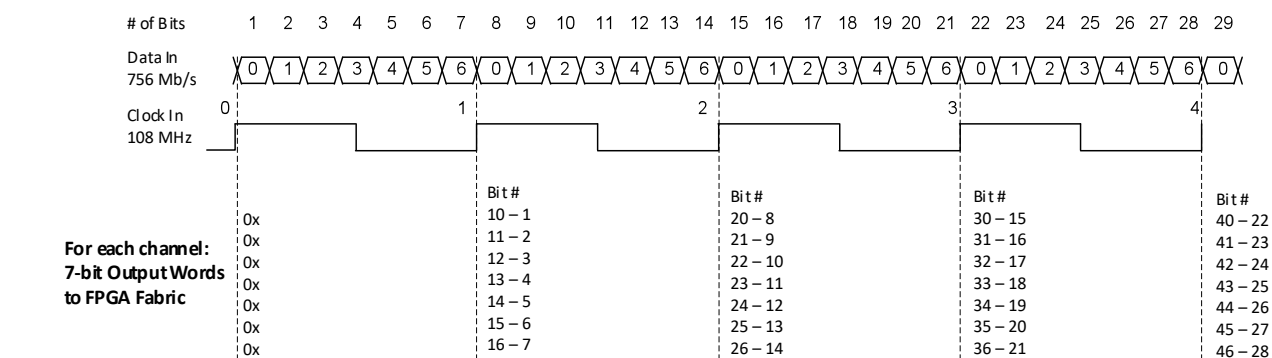 # of Bits 1 2 3 4 5 6 7 8 9 10 11 12 13 14 15 16 17 18 19 20 21 22 23 24 25 26 27 28 29
Data In
756 Mb/s
0 1 2 3 4 5 6 0 1 2 3 4 5 6 0 1 2 3 4 5 6 0 1 2 3 4 5 6 0
Clock In
108 MHz
0 1 2 3 4
For each channel:
7-bit Output Words
to FPGA Fabric
0x
0x
0x
0x
0x
0x
0x
Bit #
10 – 1
11 – 2
12 – 3
13 – 4
14 – 5
15 – 6
16 – 7
Bit #
20 – 8
21 – 9
22 – 10
23 – 11
24 – 12
25 – 13
26 – 14
Bit #
30 – 15
31 – 16
32 – 17
33 – 18
34 – 19
35 – 20
36 – 21
Bit #
40 – 22
41 – 23
42 – 24
43 – 25
44 – 26
45 – 27
46 – 28